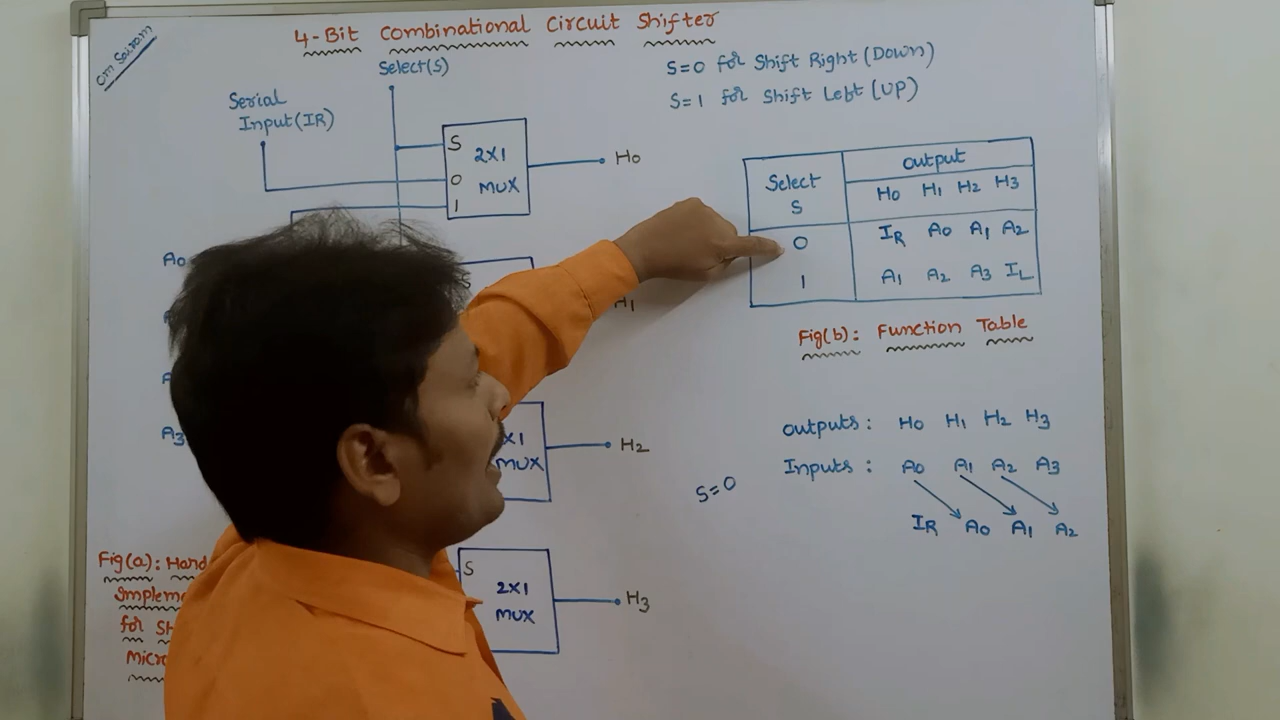 Om Sairam
4-Bit Combinational Circuit Shifter
Select(S)
Serial
Input(IR)
S=0 for Shift Right (Down)
S=1 for Shift Left (UP)
S
0
1
2X1
MUX
H0
A0
A3
H1
X1
MUX
H2
S
2X1
MUX
H3
Select
S
output
H0 H1 H2 H3
0 IR A0 A1 A2
1 A1 A2 A3 IL
Fig(b): Function Table
outputs: H0 H1 H2 H3
Inputs: A0 A1 A2 A3
S=0
IR A0 A1 A2
Fig(a):
for